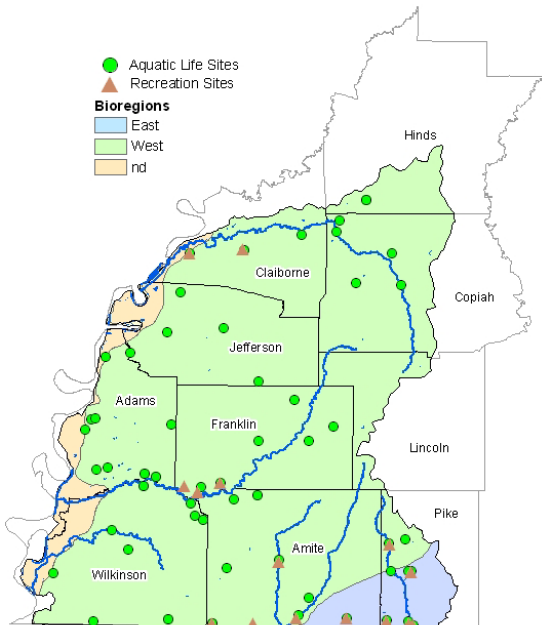 Aquatic Life Sites
Recreation Sites
Bioregions
East
West
nd
Hinds
Claiborne
Copiah
Jefferson
Adams
Franklin
Lincoln
Pike
Amite
Wilkinson